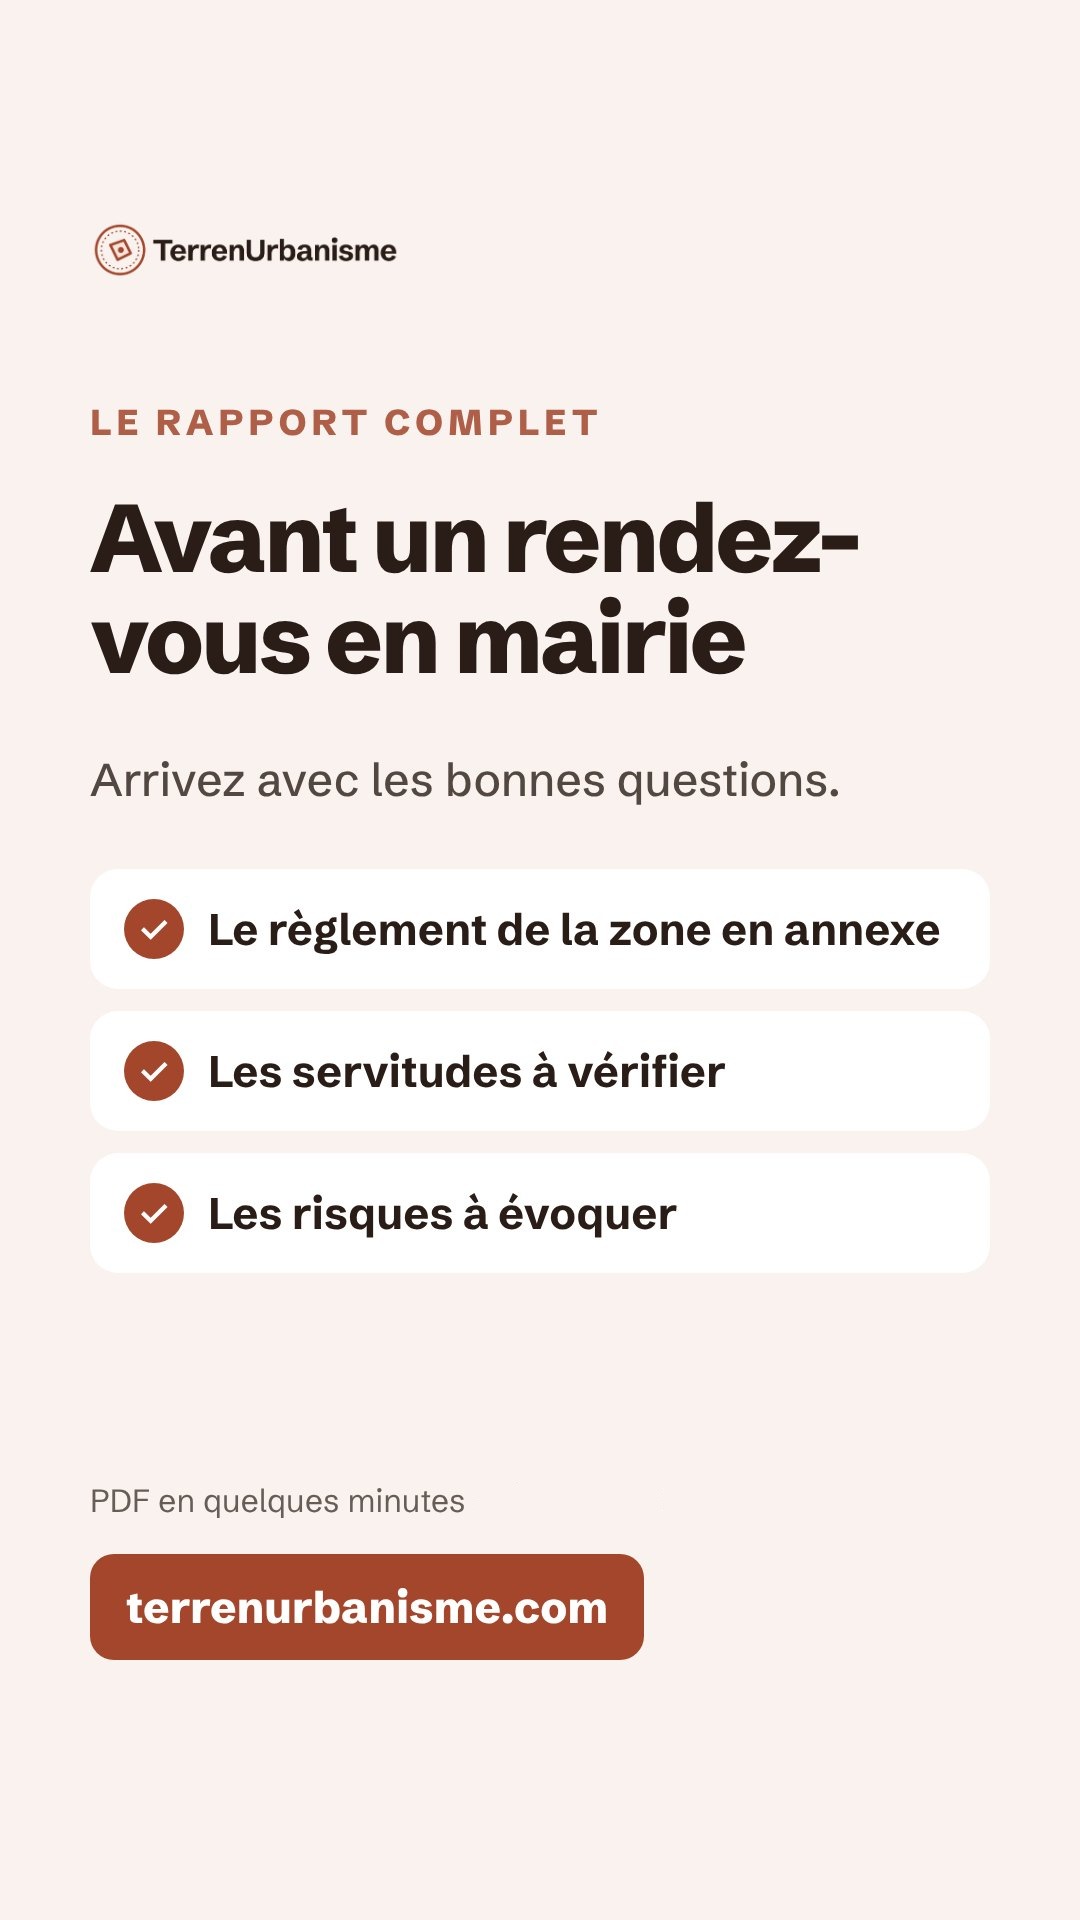 TerrenUrbanisme
LE RAPPORT COMPLET
Avant un rendez-
vous en mairie
Arrivez avec les bonnes questions.
Le règlement de la zone en annexe
Les servitudes à vérifier
Les risques à évoquer
PDF en quelques minutes
terrenurbanisme.com